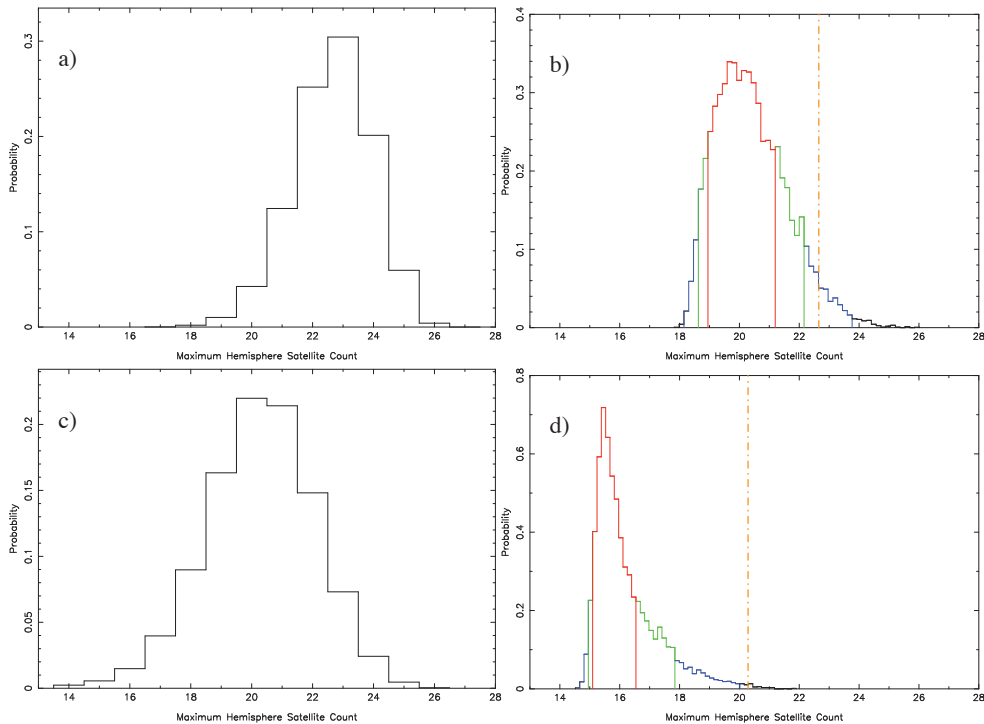 a)
0.3
0.2
0.1
0
Probability
14 16 18 20 22 24 26 28
Maximum Hemisphere Satellite Count
b)
0.4
0.3
0.2
0.1
0
Probability
14 16 18 20 22 24 26 28
Maximum Hemisphere Satellite Count
c)
0.2
0.15
0.1
0.05
0
Probability
14 16 18 20 22 24 26 28
Maximum Hemisphere Satellite Count
d)
0.8
0.6
0.4
0.2
0
Probability
14 16 18 20 22 24 26 28
Maximum Hemisphere Satellite Count